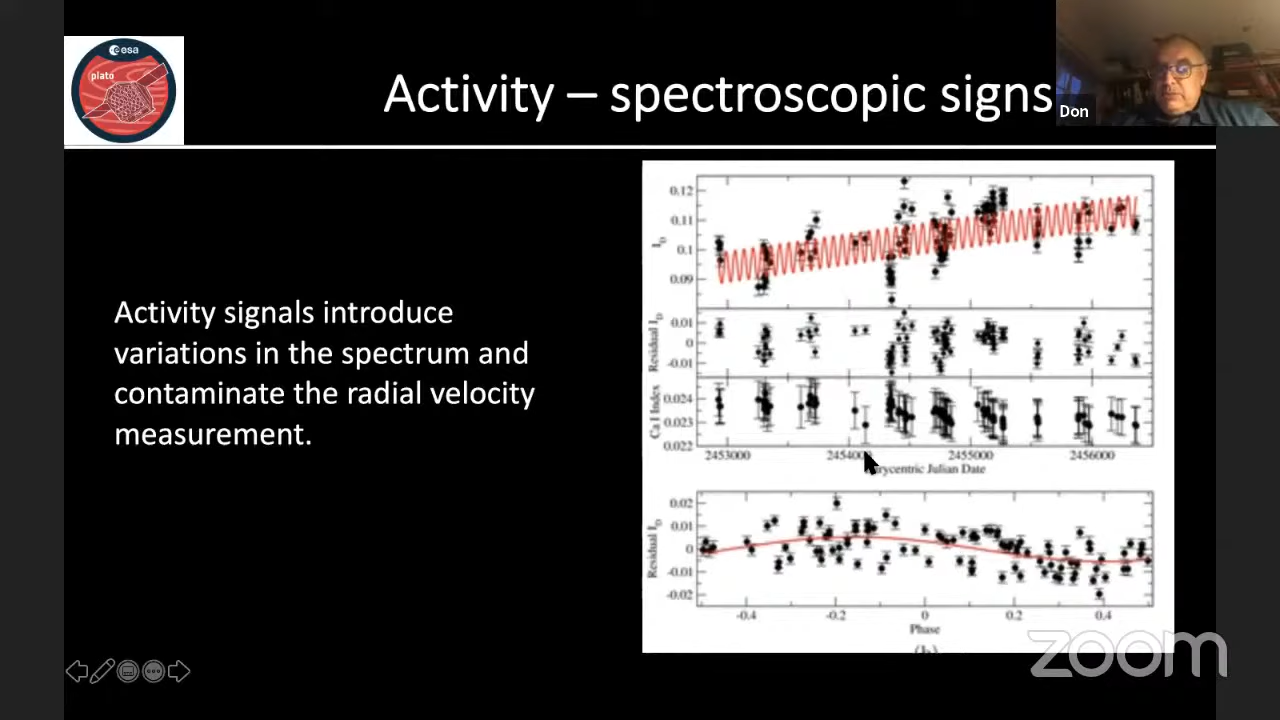 esa
plato
Activity – spectroscopic signs
Don
Activity signals introduce
variations in the spectrum and
contaminate the radial velocity
measurement.
0.12
0.11
0.1
0.09
I_D
0.01
0
-0.01
Residual I_D
0.024
0.023
0.022
Ca I Index
2453000 2454000 2455000 2456000
Julian Date
0.02
0.01
0
-0.01
-0.02
Residual I_D
-0.4 -0.2 0 0.2 0.4
Phase
zoom